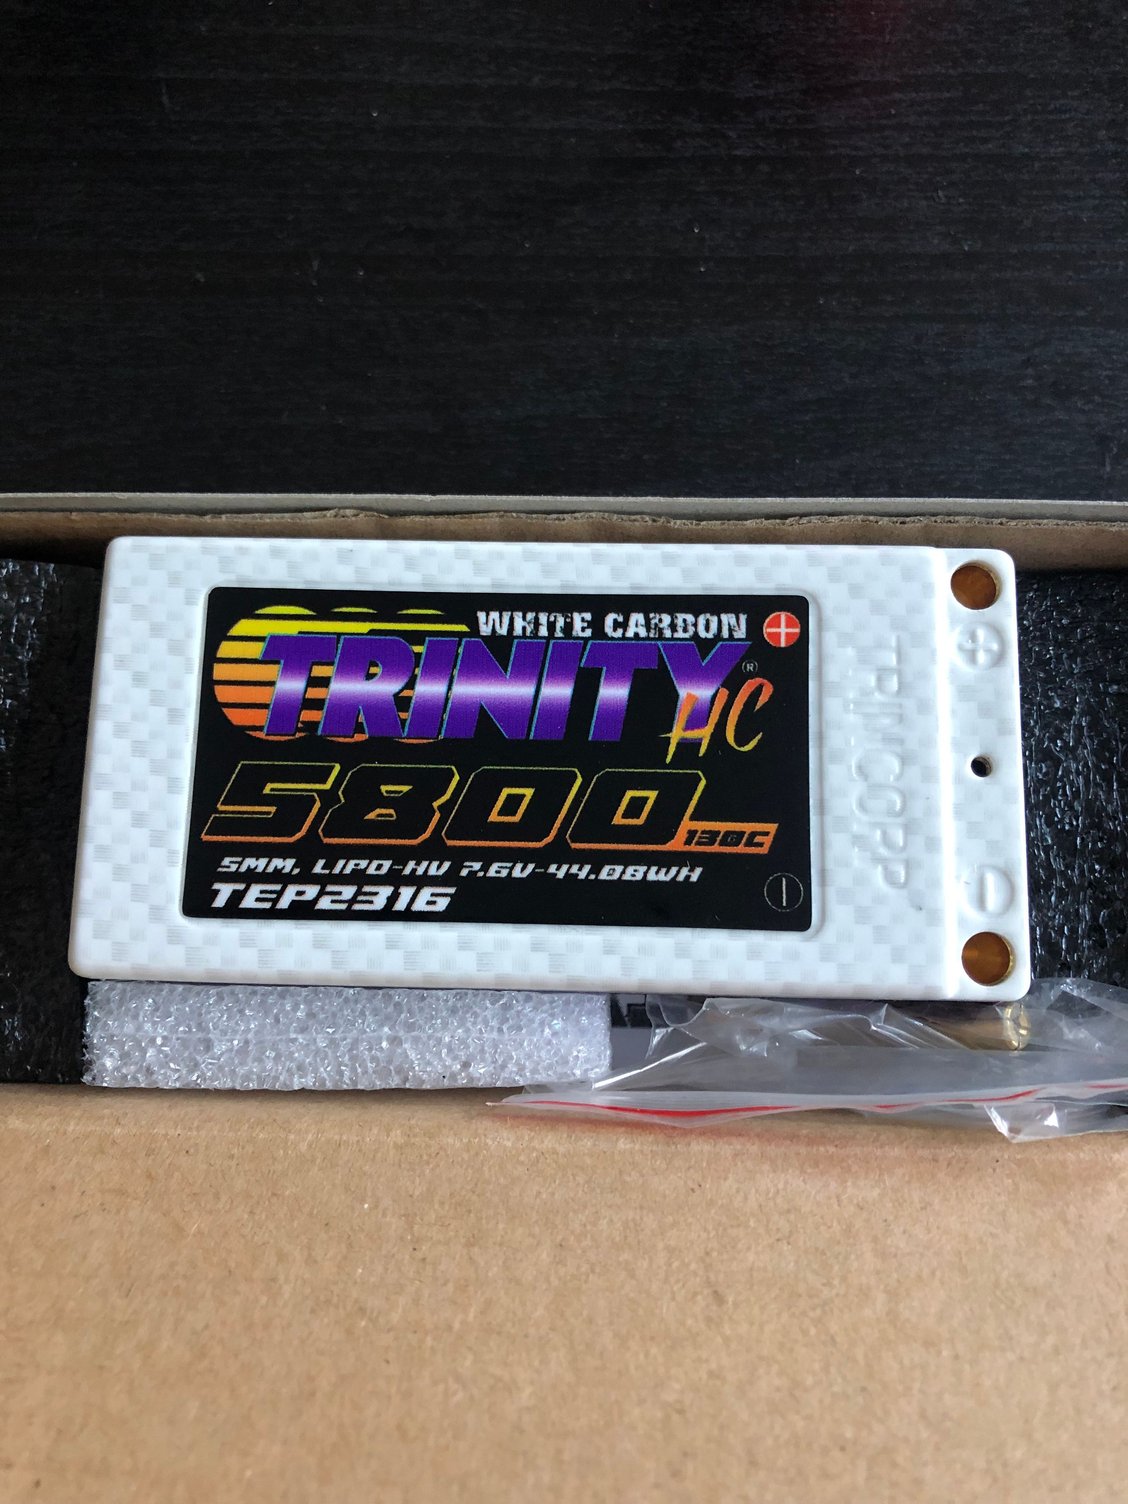 WHITE CARBON
TRINITY®
HC
5800
130C
5MM, LIPO-HV 7.6V-44.08WH
TEP2316
TRINCORP